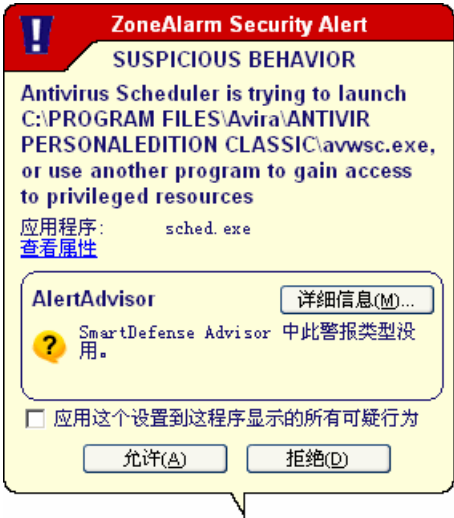 ZoneAlarm Security Alert
SUSPICIOUS BEHAVIOR
Antivirus Scheduler is trying to launch
C:\PROGRAM FILES\Avira\ANTIVIR
PERSONALEDITION CLASSIC\avwsc.exe,
or use another program to gain access
to privileged resources
应用程序: sched.exe
查看属性
AlertAdvisor 详细信息(M)...
SmartDefense Advisor 中此警报类型没
用。
应用这个设置到这程序显示的所有可疑行为
允许(A) 拒绝(D)